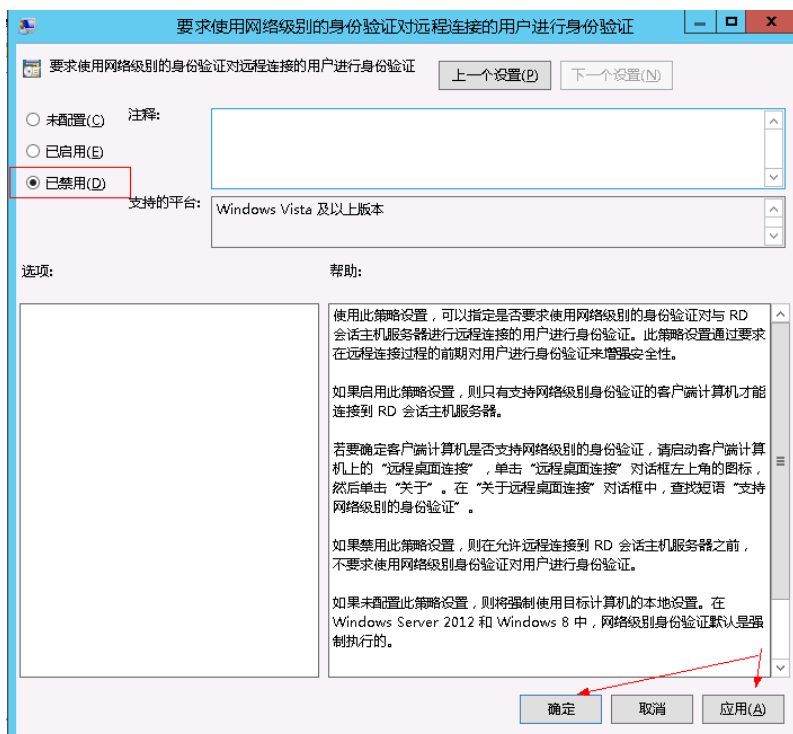 要求使用网络级别的身份验证对远程连接的用户进行身份验证
要求使用网络级别的身份验证对远程连接的用户进行身份验证
上一个设置(P)
下一个设置(N)
未配置(C)
注释:
已启用(E)
已禁用(D)
支持的平台:
Windows Vista 及以上版本
选项:
帮助:
使用此策略设置，可以指定是否要求使用网络级别的身份验证对与 RD
会话主机服务器进行远程连接的用户进行身份验证。此策略设置通过要求
在远程连接过程的前期对用户进行身份验证来增强安全性。
如果启用此策略设置，则只有支持网络级别身份验证的客户端计算机才能
连接到 RD 会话主机服务器。
若要确定客户端计算机是否支持网络级别的身份验证，请启动客户端计算
机上的“远程桌面连接”，单击“远程桌面连接”对话框左上角的图标，
然后单击“关于”。在“关于远程桌面连接”对话框中，查找短语“支持
网络级别的身份验证”。
如果禁用此策略设置，则在允许远程连接到 RD 会话主机服务器之前，
不要求使用网络级别身份验证对用户进行身份验证。
如果未配置此策略设置，则将强制使用目标计算机的本地设置。在
Windows Server 2012 和 Windows 8 中，网络级别身份验证默认是强
制执行的。
确定
取消
应用(A)